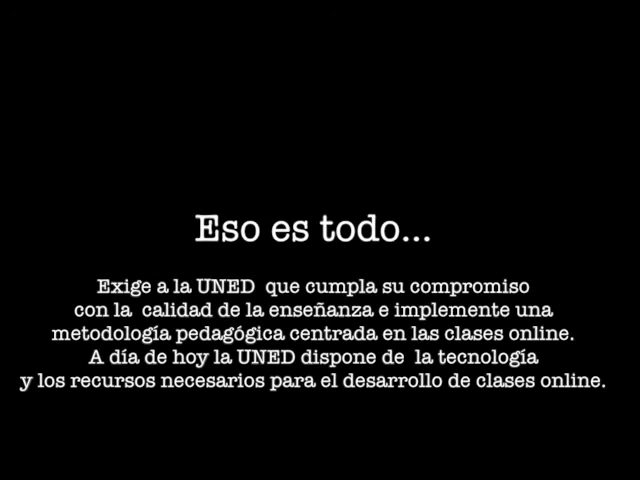 Eso es todo...
Exige a la UNED que cumpla su compromiso
con la calidad de la enseñanza e implemente una
metodología pedagógica centrada en las clases online.
A día de hoy la UNED dispone de la tecnología
y los recursos necesarios para el desarrollo de clases online.